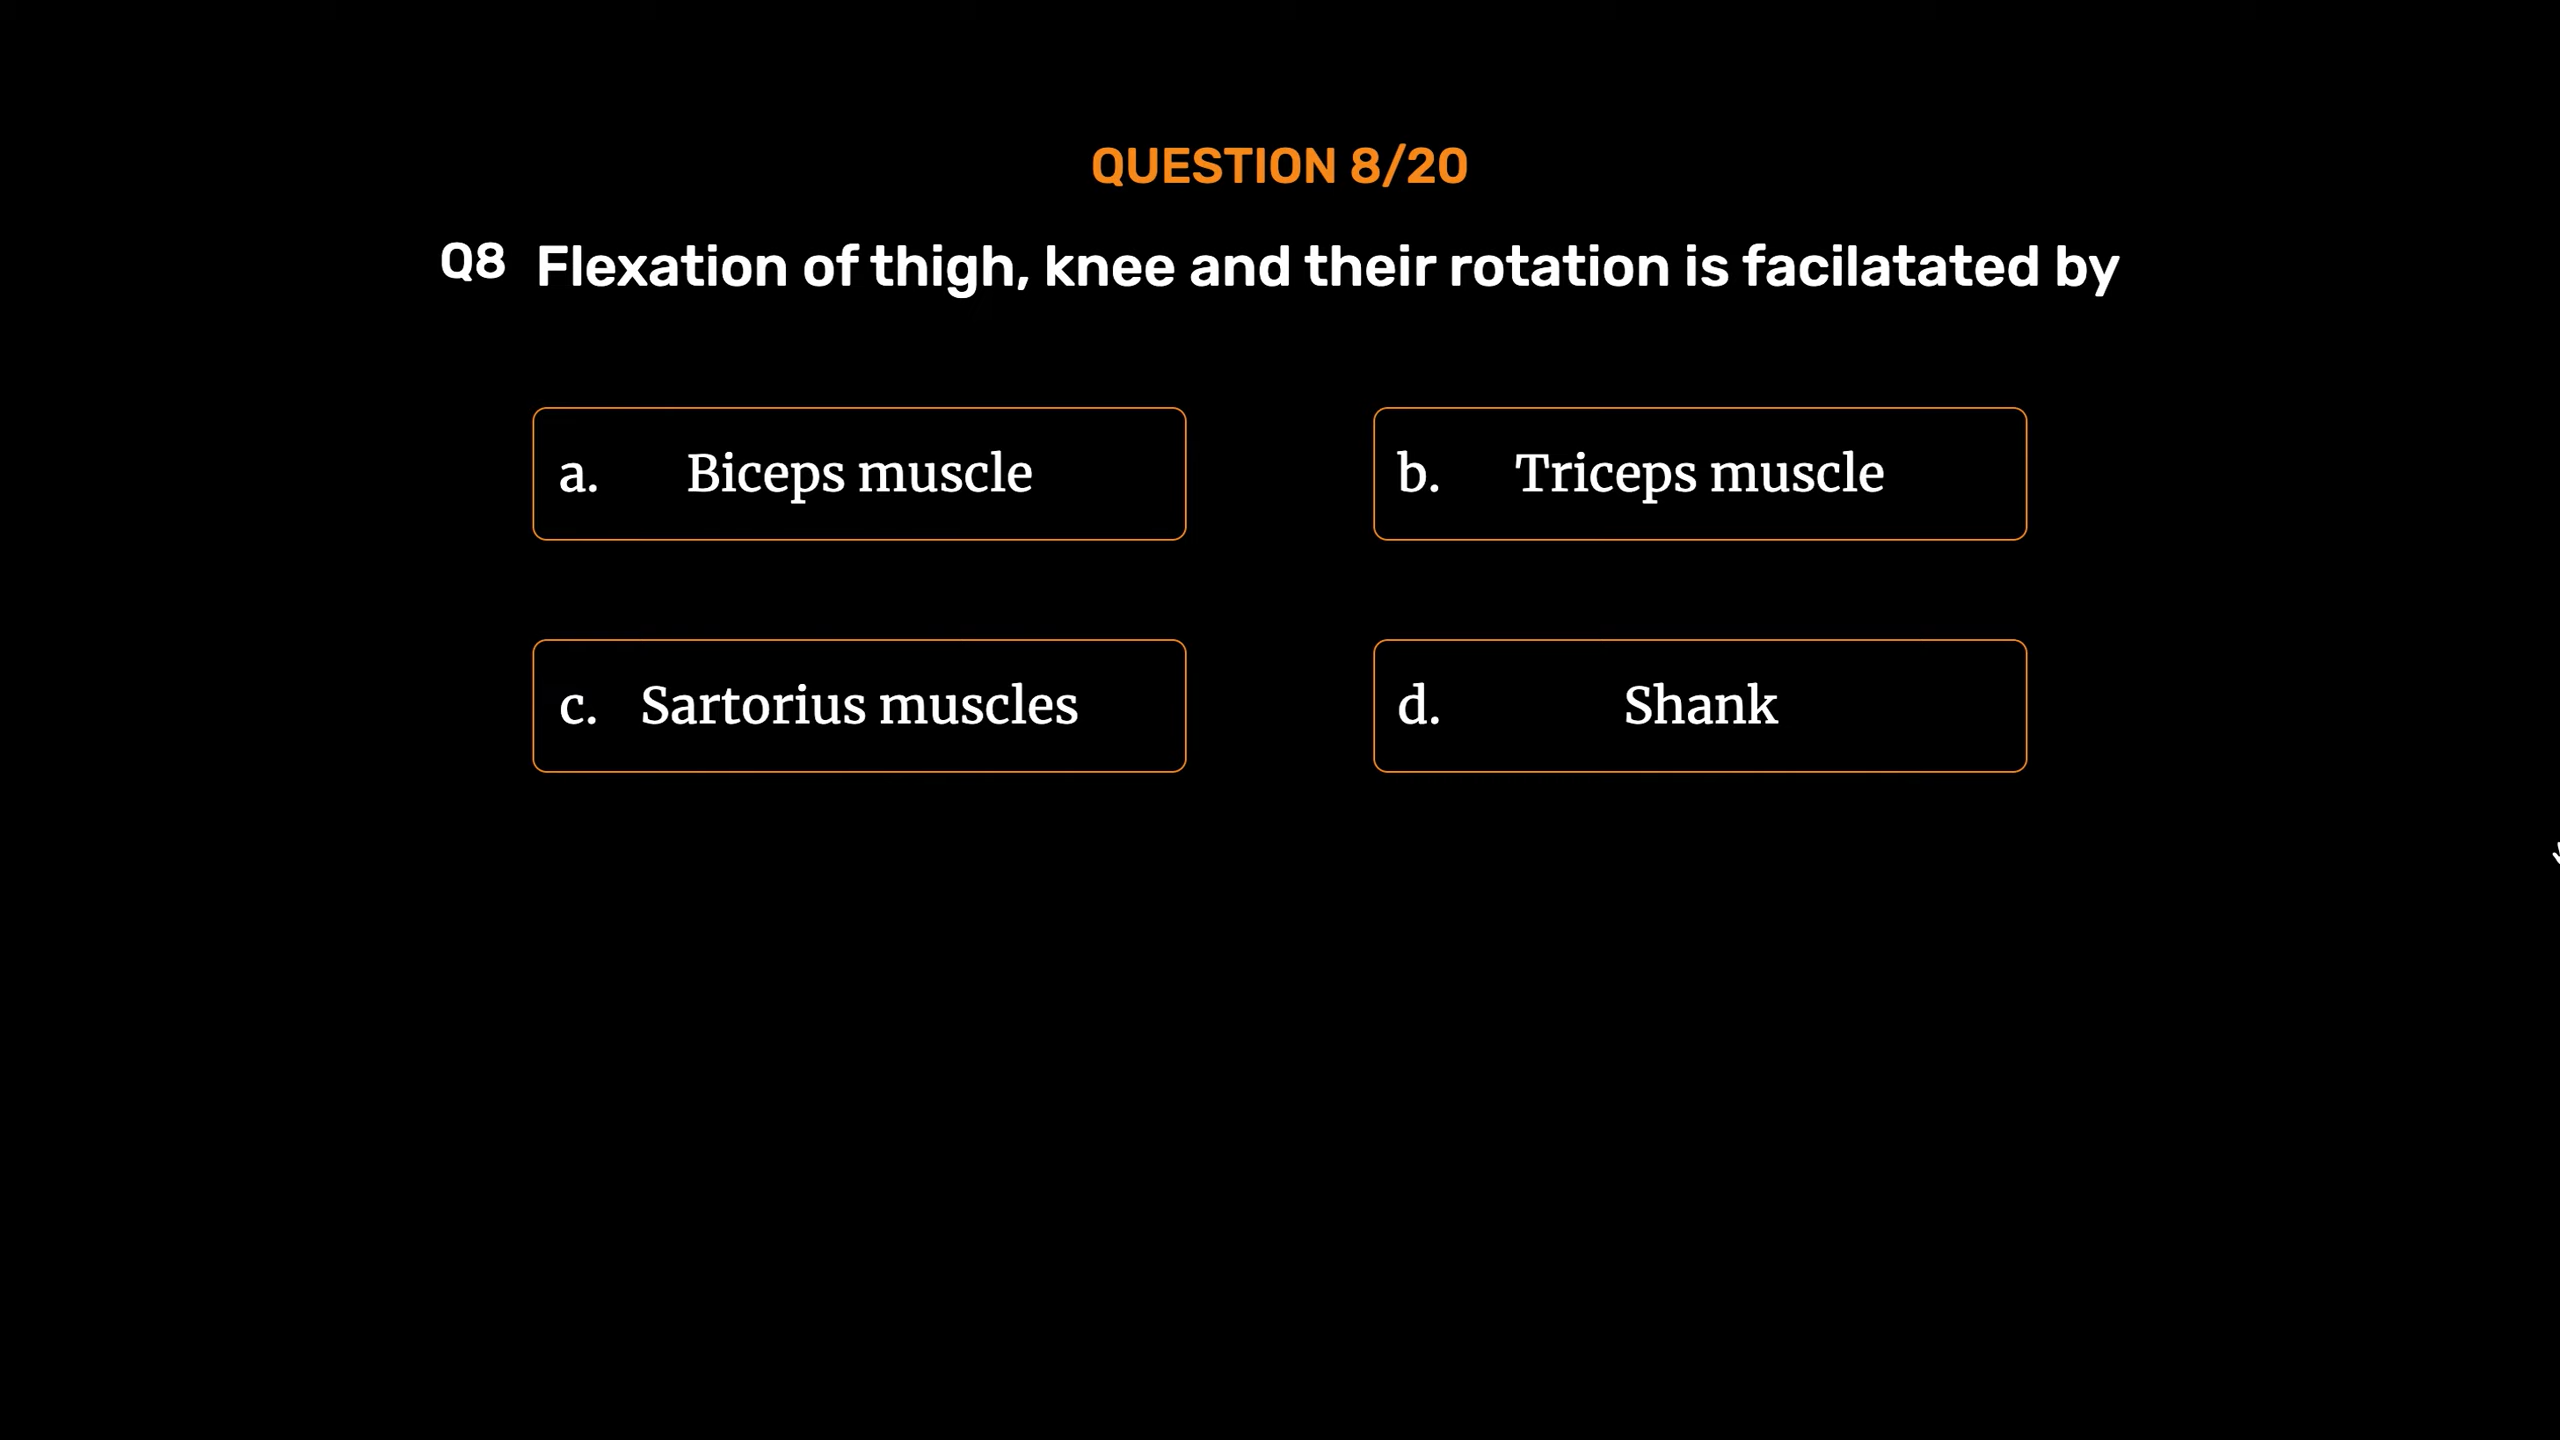 QUESTION 8/20
Q8 Flexation of thigh, knee and their rotation is facilatated by
a. Biceps muscle
b. Triceps muscle
c. Sartorius muscles
d. Shank